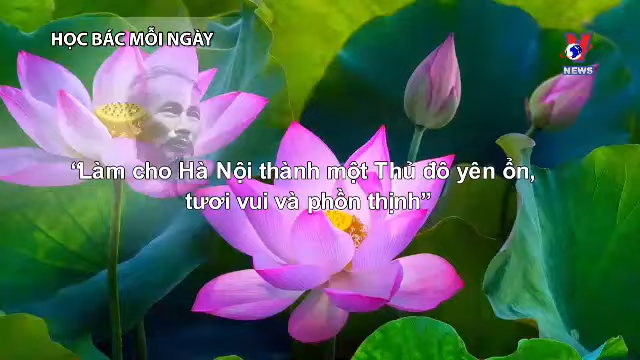 HỌC BÁC MỖI NGÀY
NEWS
“Làm cho Hà Nội thành một Thủ đô yên ổn,
tươi vui và phồn thịnh”